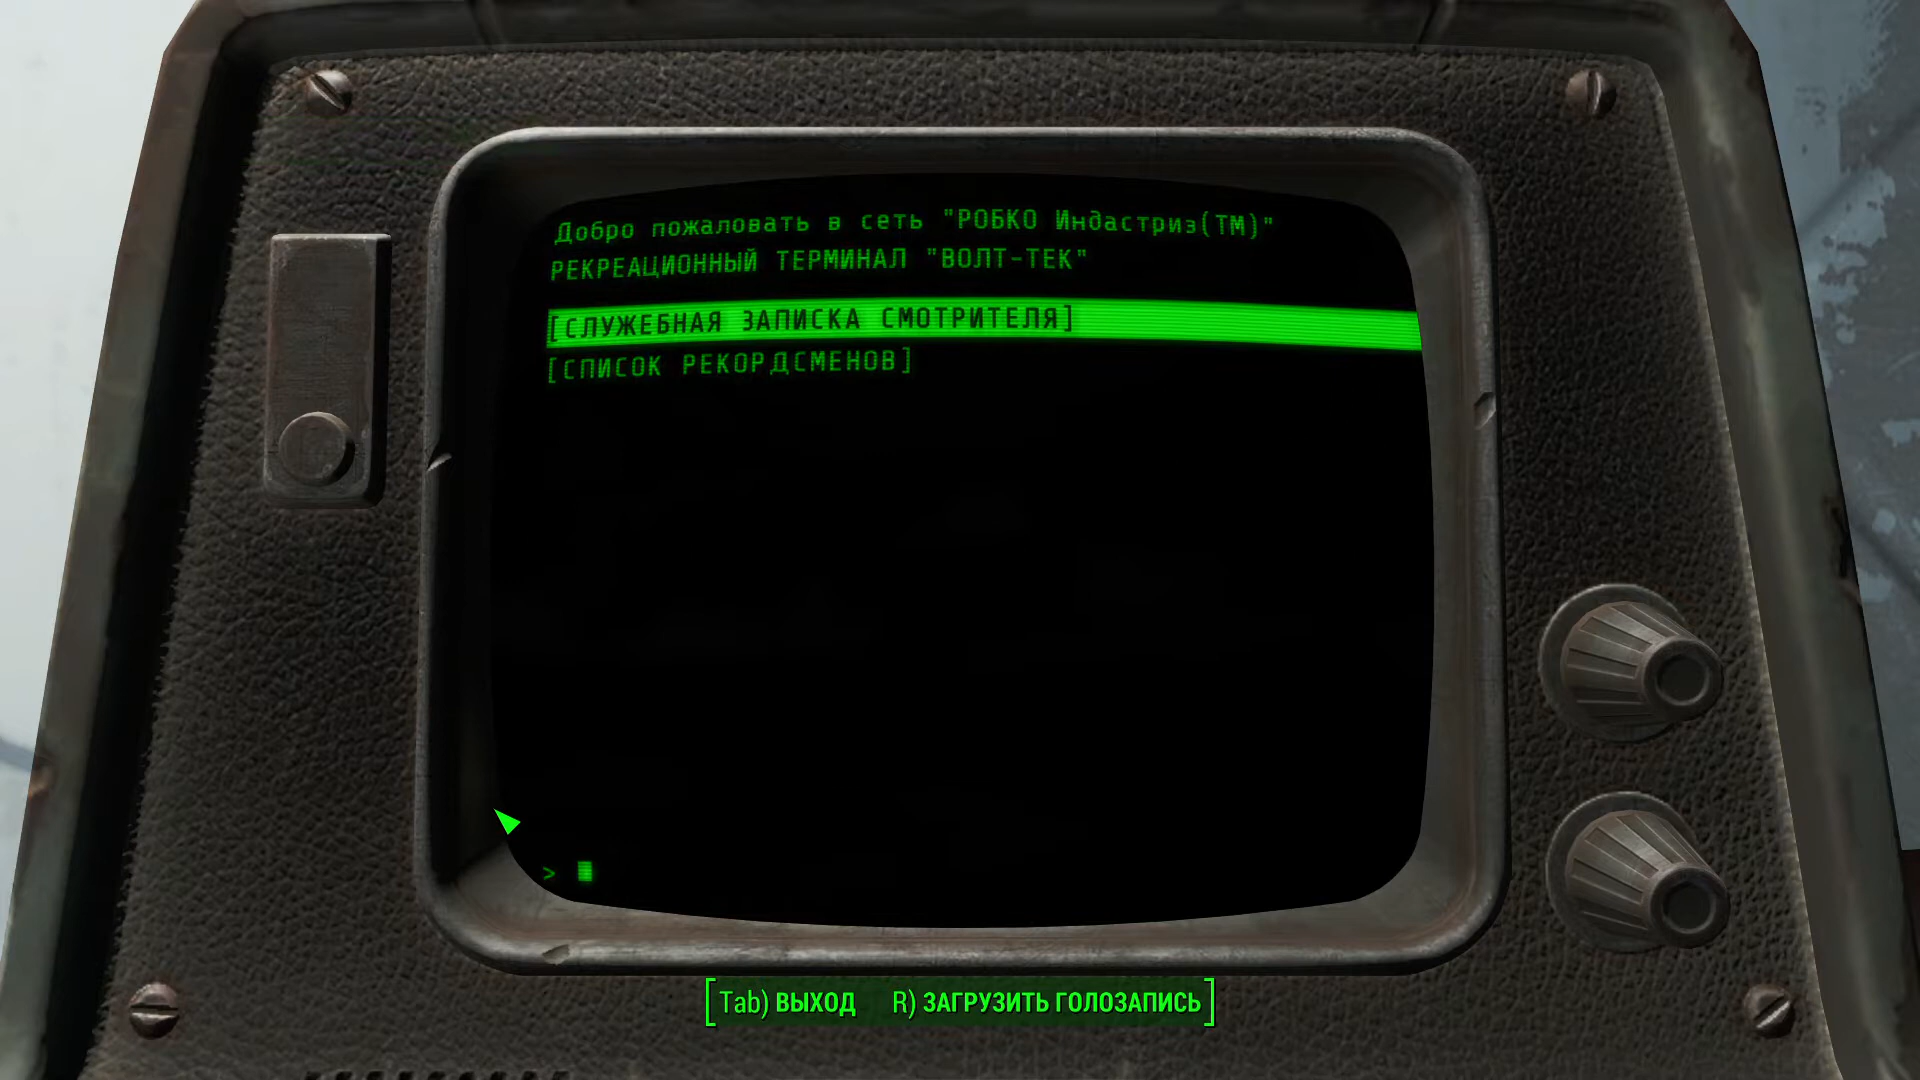 Добро пожаловать в сеть "РОБКО Индастриз(ТМ)"
РЕКРЕАЦИОННЫЙ ТЕРМИНАЛ "ВОЛТ-ТЕК"
[СЛУЖЕБНАЯ ЗАПИСКА СМОТРИТЕЛЯ]
[СПИСОК РЕКОРДСМЕНОВ]
>
[Tab) ВЫХОД R) ЗАГРУЗИТЬ ГОЛОЗАПИСЬ]